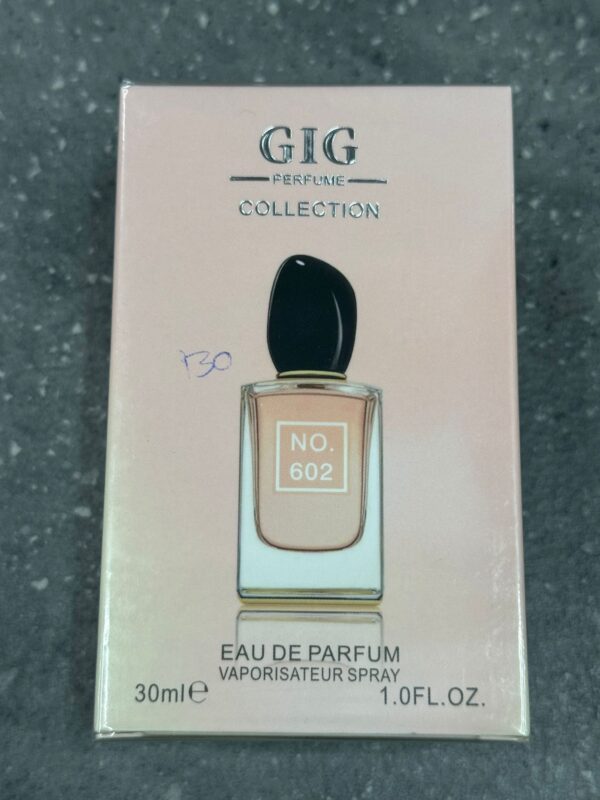 GIG
PERFUME
COLLECTION
130
NO.
602
EAU DE PARFUM
VAPORISATEUR SPRAY
30ml℮
1.0FL.OZ.